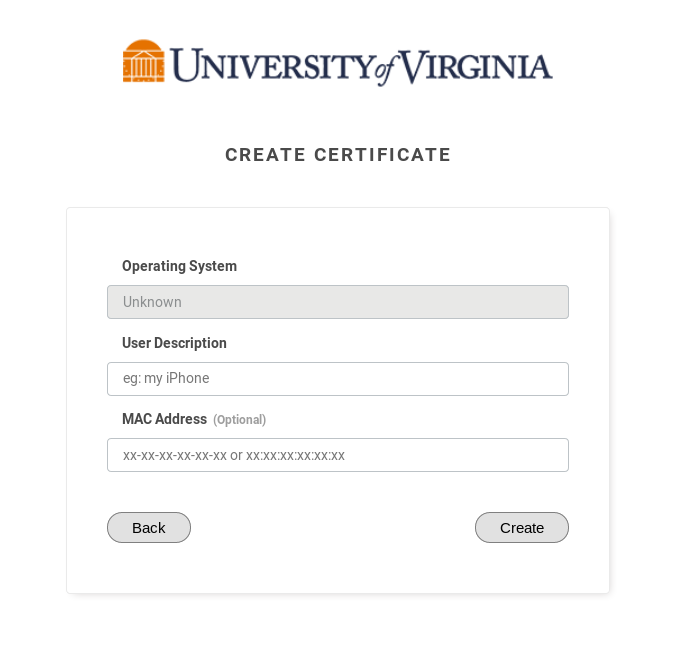 UNIVERSITY of VIRGINIA
CREATE CERTIFICATE
Operating System
Unknown
User Description
eg: my iPhone
MAC Address (Optional)
xx-xx-xx-xx-xx-xx or xx:xx:xx:xx:xx:xx
Back Create